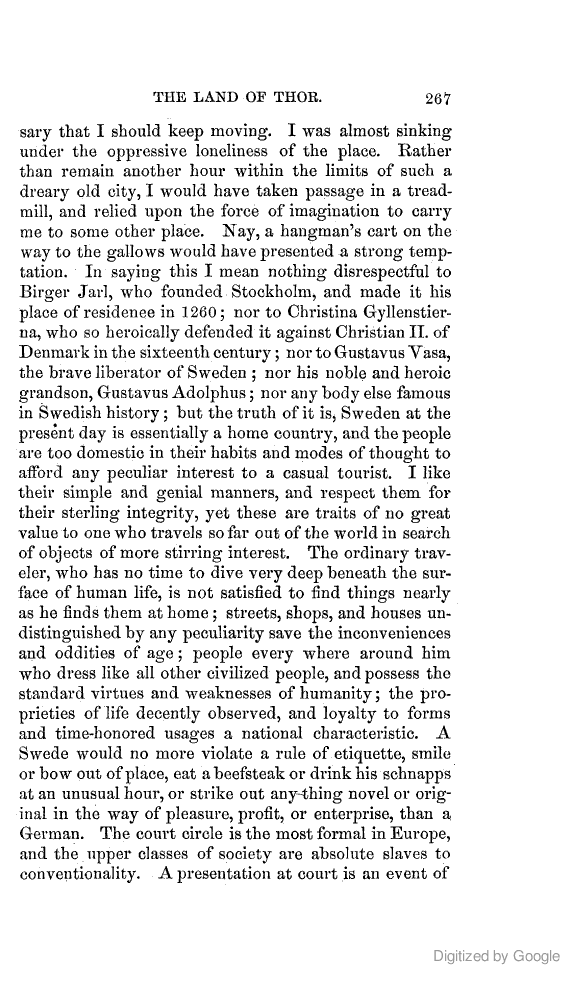 THE LAND OF THOR. 267
sary that I should keep moving. I was almost sinking
under the oppressive loneliness of the place. Rather
than remain another hour within the limits of such a
dreary old city, I would have taken passage in a tread-
mill, and relied upon the force of imagination to carry
me to some other place. Nay, a hangman's cart on the
way to the gallows would have presented a strong temp-
tation. In saying this I mean nothing disrespectful to
Birger Jarl, who founded Stockholm, and made it his
place of residence in 1260; nor to Christina Gyllenstier-
na, who so heroically defended it against Christian II. of
Denmark in the sixteenth century; nor to Gustavus Vasa,
the brave liberator of Sweden; nor his noble and heroic
grandson, Gustavus Adolphus; nor any body else famous
in Swedish history; but the truth of it is, Sweden at the
present day is essentially a home country, and the people
are too domestic in their habits and modes of thought to
afford any peculiar interest to a casual tourist. I like
their simple and genial manners, and respect them for
their sterling integrity, yet these are traits of no great
value to one who travels so far out of the world in search
of objects of more stirring interest. The ordinary trav-
eler, who has no time to dive very deep beneath the sur-
face of human life, is not satisfied to find things nearly
as he finds them at home; streets, shops, and houses un-
distinguished by any peculiarity save the inconveniences
and oddities of age; people every where around him
who dress like all other civilized people, and possess the
standard virtues and weaknesses of humanity; the pro-
prieties of life decently observed, and loyalty to forms
and time-honored usages a national characteristic. A
Swede would no more violate a rule of etiquette, smile
or bow out of place, eat a beefsteak or drink his schnapps
at an unusual hour, or strike out any-thing novel or orig-
inal in the way of pleasure, profit, or enterprise, than a
German. The court circle is the most formal in Europe,
and the upper classes of society are absolute slaves to
conventionality. A presentation at court is an event of
Digitized by Google